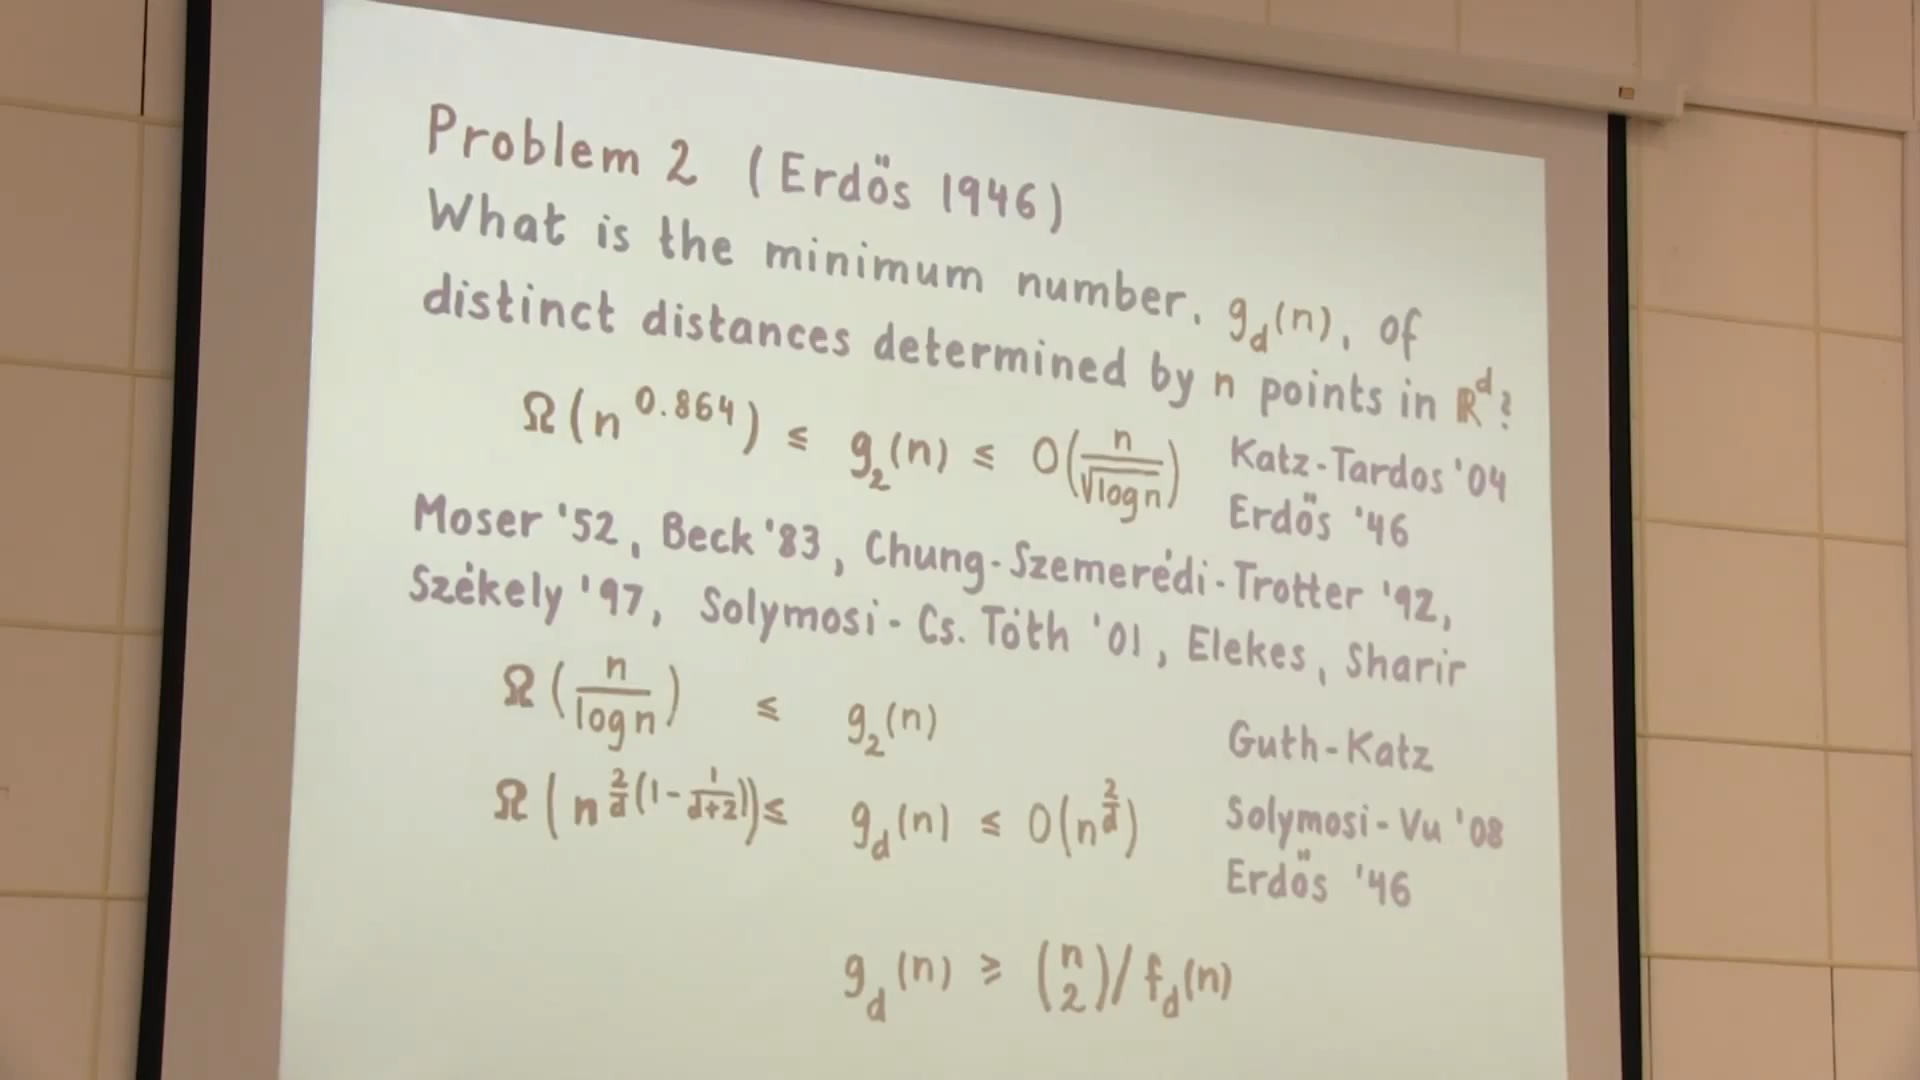 Problem 2 (Erdős 1946)
What is the minimum number, g_d(n), of
distinct distances determined by n points in ℝ^d?
Ω(n^0.864) ≤ g_2(n) ≤ O(n/√log n) Katz-Tardos '04
Erdős '46
Moser '52, Beck '83, Chung-Szemerédi-Trotter '92,
Székely '97, Solymosi - Cs. Tóth '01, Elekes, Sharir
Ω(n/log n) ≤ g_2(n) Guth-Katz
Ω(n^{2/d(1-1/(d+2))}) ≤ g_d(n) ≤ O(n^{2/d}) Solymosi-Vu '08
Erdős '46
g_d(n) ≥ (n 2)/f_d(n)